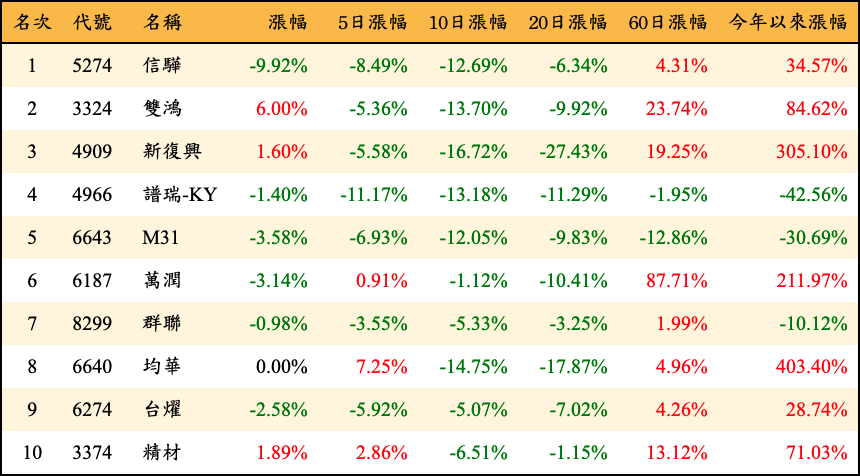 名次 代號 名稱 漲幅 5日漲幅 10日漲幅 20日漲幅 60日漲幅 今年以來漲幅
1 5274 信驊 -9.92% -8.49% -12.69% -6.34% 4.31% 34.57%
2 3324 雙鴻 6.00% -5.36% -13.70% -9.92% 23.74% 84.62%
3 4909 新復興 1.60% -5.58% -16.72% -27.43% 19.25% 305.10%
4 4966 譜瑞-KY -1.40% -11.17% -13.18% -11.29% -1.95% -42.56%
5 6643 M31 -3.58% -6.93% -12.05% -9.83% -12.86% -30.69%
6 6187 萬潤 -3.14% 0.91% -1.12% -10.41% 87.71% 211.97%
7 8299 群聯 -0.98% -3.55% -5.33% -3.25% 1.99% -10.12%
8 6640 均華 0.00% 7.25% -14.75% -17.87% 4.96% 403.40%
9 6274 台燿 -2.58% -5.92% -5.07% -7.02% 4.26% 28.74%
10 3374 精材 1.89% 2.86% -6.51% -1.15% 13.12% 71.03%